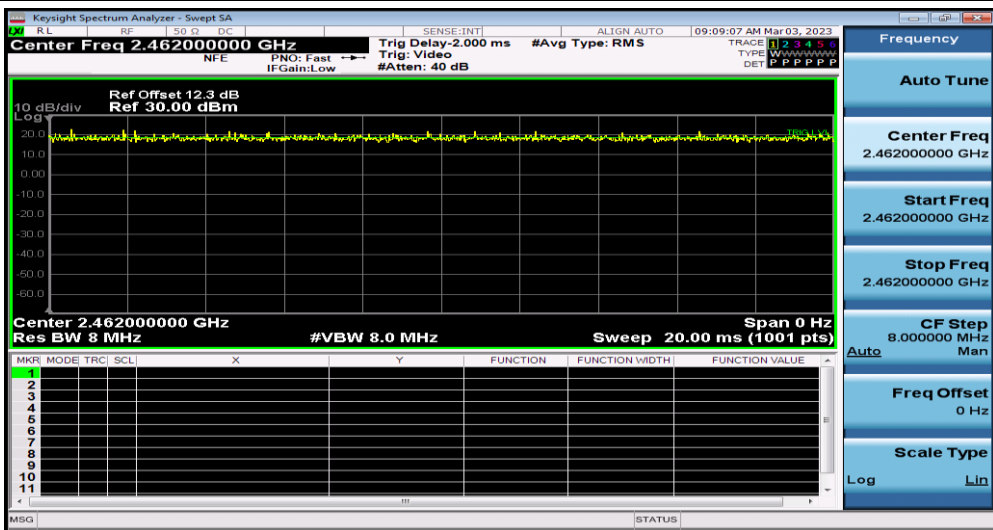 Keysight Spectrum Analyzer - Swept SA
LXI RL RF 50 Ω DC SENSE:INT ALIGN AUTO 09:09:07 AM Mar 03, 2023
Center Freq 2.462000000 GHz
NFE PNO: Fast IFGain:Low
Trig Delay-2.000 ms #Avg Type: RMS
Trig: Video
#Atten: 40 dB
TRACE 1 2 3 4 5 6
TYPE WWWWWW
DET P P P P P P
Ref Offset 12.3 dB
10 dB/div Ref 30.00 dBm
Log
20.0
TRIG LVL
10.0
0.00
-10.0
-20.0
-30.0
-40.0
-50.0
-60.0
Center 2.462000000 GHz Span 0 Hz
Res BW 8 MHz #VBW 8.0 MHz Sweep 20.00 ms (1001 pts)
MKR MODE TRC SCL X Y FUNCTION FUNCTION WIDTH FUNCTION VALUE
1
2
3
4
5
6
7
8
9
10
11
MSG STATUS
Frequency
Auto Tune
Center Freq
2.462000000 GHz
Start Freq
2.462000000 GHz
Stop Freq
2.462000000 GHz
CF Step
8.000000 MHz
Auto Man
Freq Offset
0 Hz
Scale Type
Log Lin